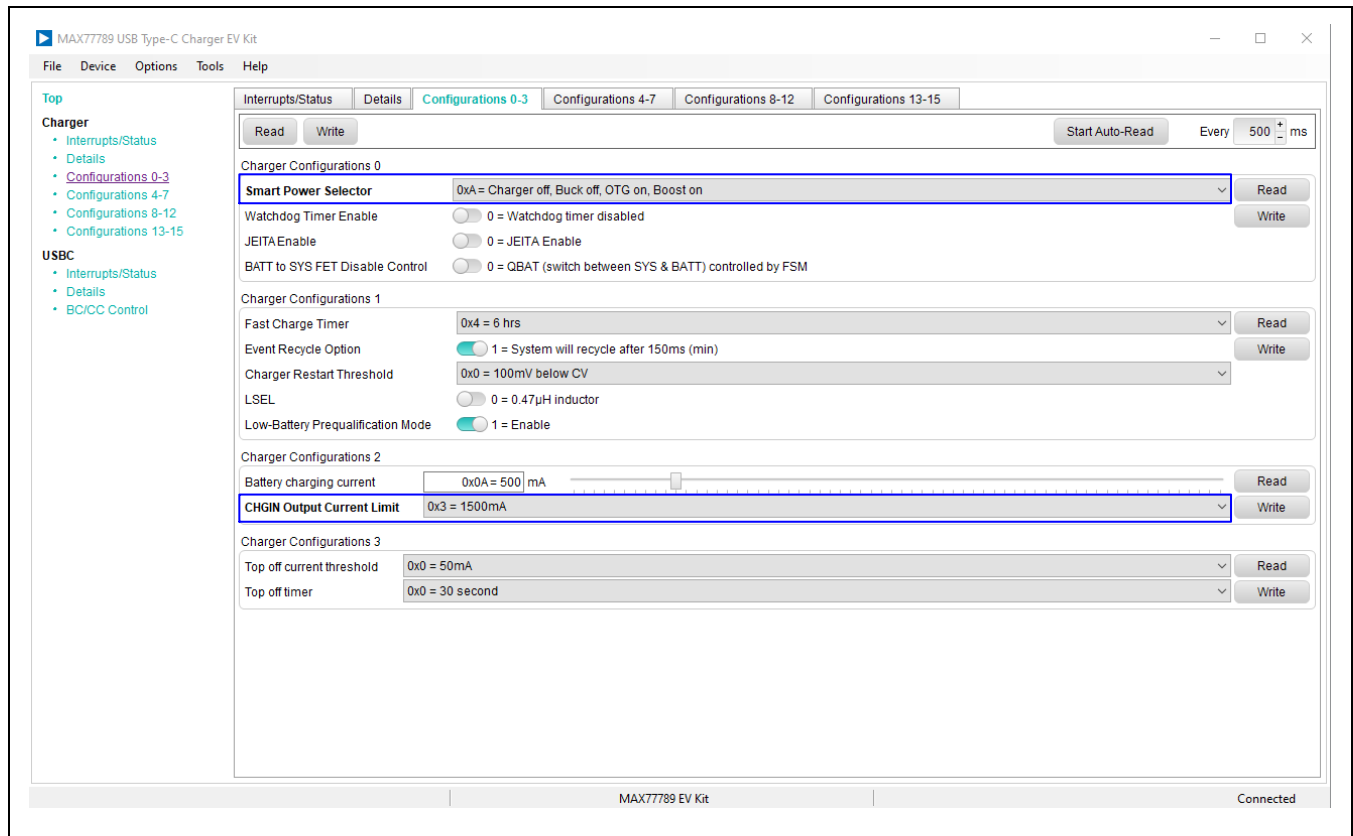 MAX77789 USB Type-C Charger EV Kit
File Device Options Tools Help
Top
Charger
• Interrupts/Status
• Details
• Configurations 0-3
• Configurations 4-7
• Configurations 8-12
• Configurations 13-15
USBC
• Interrupts/Status
• Details
• BC/CC Control
Interrupts/Status Details Configurations 0-3 Configurations 4-7 Configurations 8-12 Configurations 13-15
Read Write Start Auto-Read Every 500 + - ms
Charger Configurations 0
Smart Power Selector 0xA = Charger off, Buck off, OTG on, Boost on Read
Watchdog Timer Enable 0 = Watchdog timer disabled Write
JEITA Enable 0 = JEITA Enable
BATT to SYS FET Disable Control 0 = QBAT (switch between SYS & BATT) controlled by FSM
Charger Configurations 1
Fast Charge Timer 0x4 = 6 hrs Read
Event Recycle Option 1 = System will recycle after 150ms (min) Write
Charger Restart Threshold 0x0 = 100mV below CV
LSEL 0 = 0.47μH inductor
Low-Battery Prequalification Mode 1 = Enable
Charger Configurations 2
Battery charging current 0x0A = 500 mA Read
CHGIN Output Current Limit 0x3 = 1500mA Write
Charger Configurations 3
Top off current threshold 0x0 = 50mA Read
Top off timer 0x0 = 30 second Write
MAX77789 EV Kit Connected